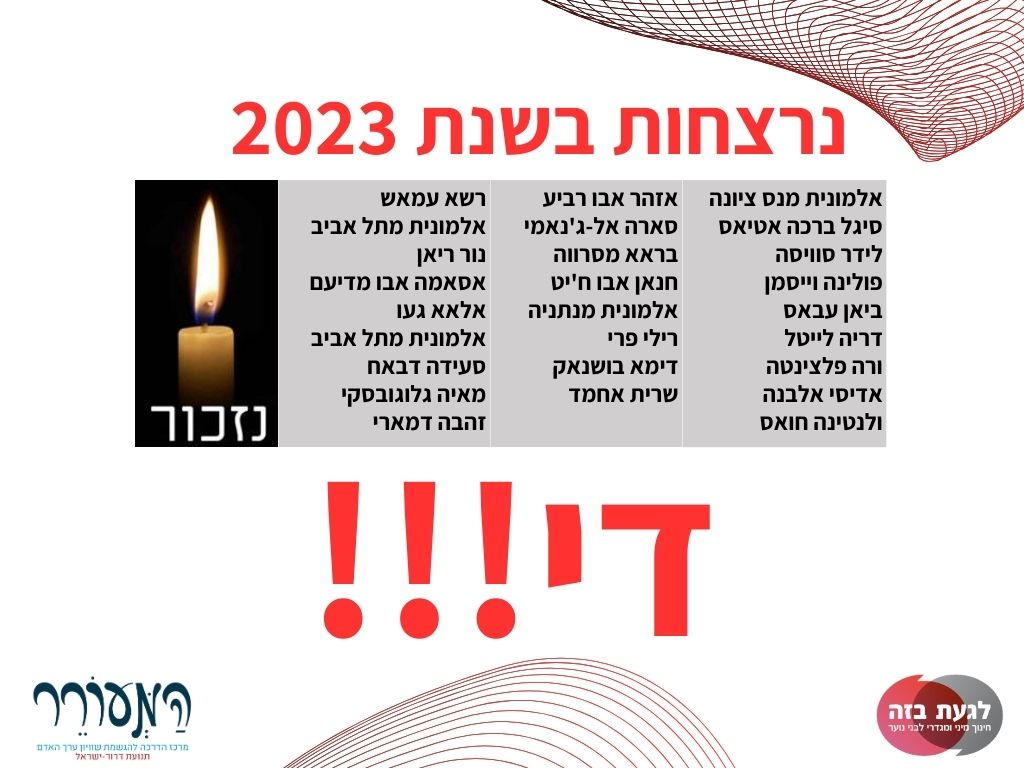 נרצחות בשנת 2023
אלמונית מנס ציונה
סיגל ברכה אטיאס
לידר סוויסה
פולינה וייסמן
ביאן עבאס
דריה לייטל
ורה פלצינטה
אדיסי אלבנה
ולנטינה חואס
אזהר אבו רביע
סארה אל-ג'נאמי
בראא מסרווה
חנאן אבו ח'יט
אלמונית מנתניה
רילי פרי
דימא בושנאק
שרית אחמד
רשא עמאש
אלמונית מתל אביב
נור ריאן
אסאמה אבו מדיעם
אלאא געו
אלמונית מתל אביב
סעידה דבאח
מאיה גלוגובסקי
זהבה דמארי
נזכור
די!!!
לגעת בזה
חינוך מיני ומגדרי לבני נוער
הַמְּעוֹרֵר
מרכז הדרכה להגשמת שוויון ערך האדם
תנועת דרור-ישראל